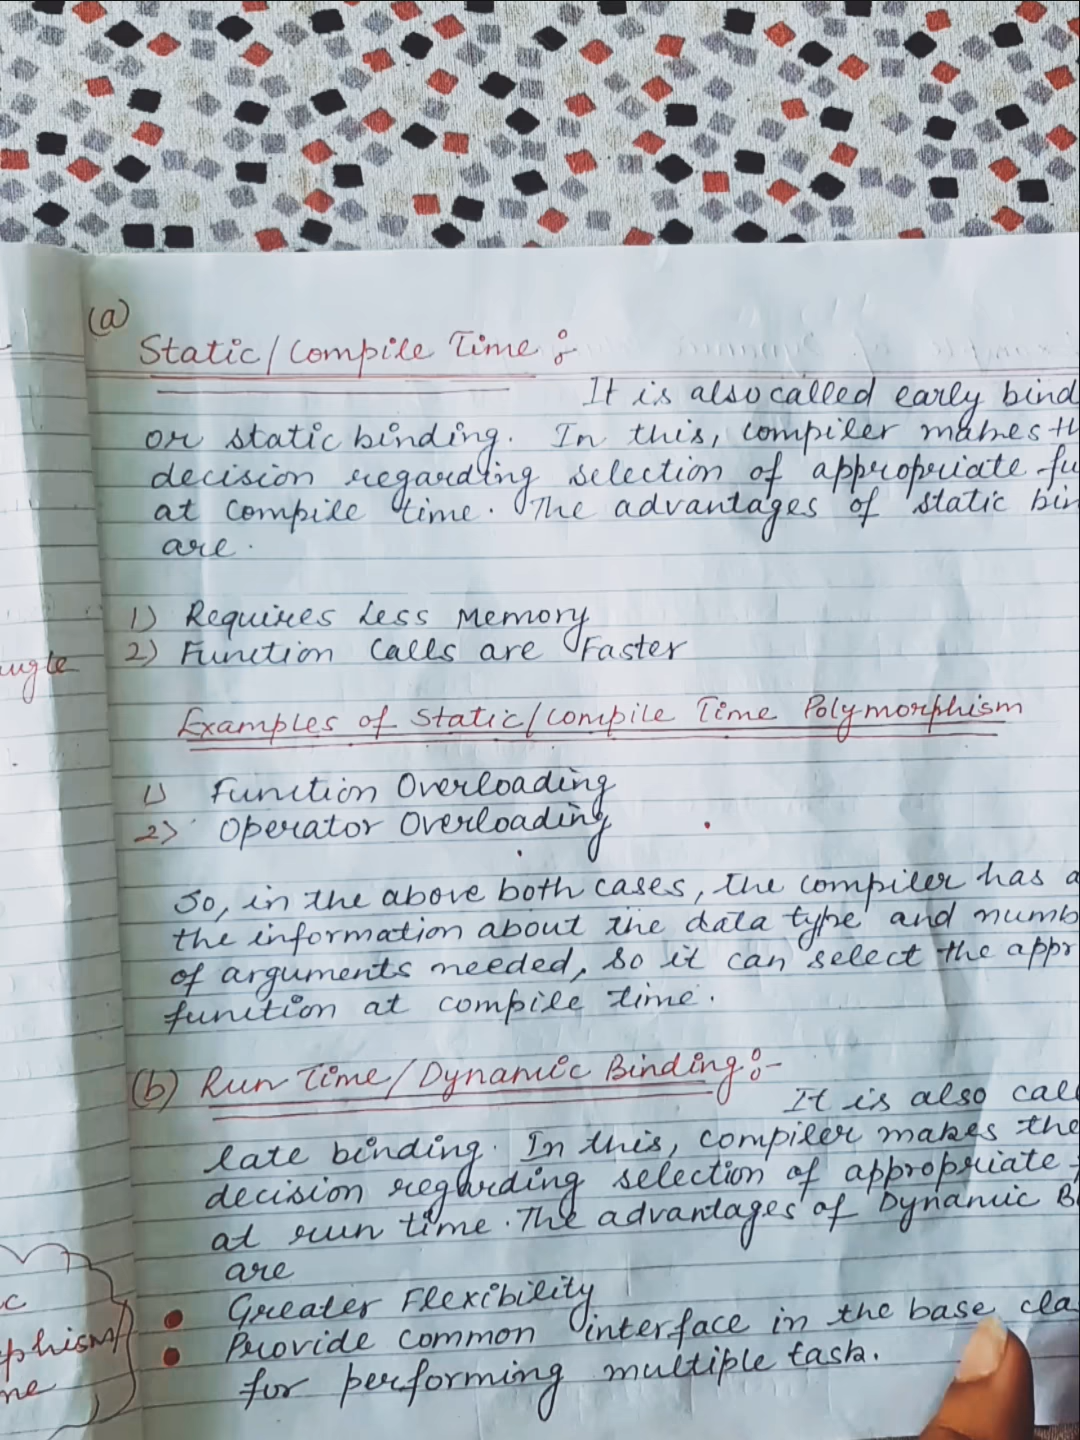 (a)
Static/Compile Time :
It is also called early bind
or static binding. In this, compiler makes th
decision regarding selection of appropriate fu
at compile time. The advantages of static bin
are.
1) Requires Less Memory
2) Function Calls are Faster
Examples of Static/Compile Time Polymorphism
1) Function Overloading
2) Operator Overloading
So, in the above both cases, the compiler has a
the information about the data type and numb
of arguments needed, so it can select the appr
function at compile time.
(b) Run Time/Dynamic Binding:-
It is also call
late binding. In this, compiler makes the
decision regarding selection of appropriate
at run time. The advantages of Dynamic B
are
• Greater Flexibility
• Provide common interface in the base cla
for performing multiple task.
ungle
c
phism/
me